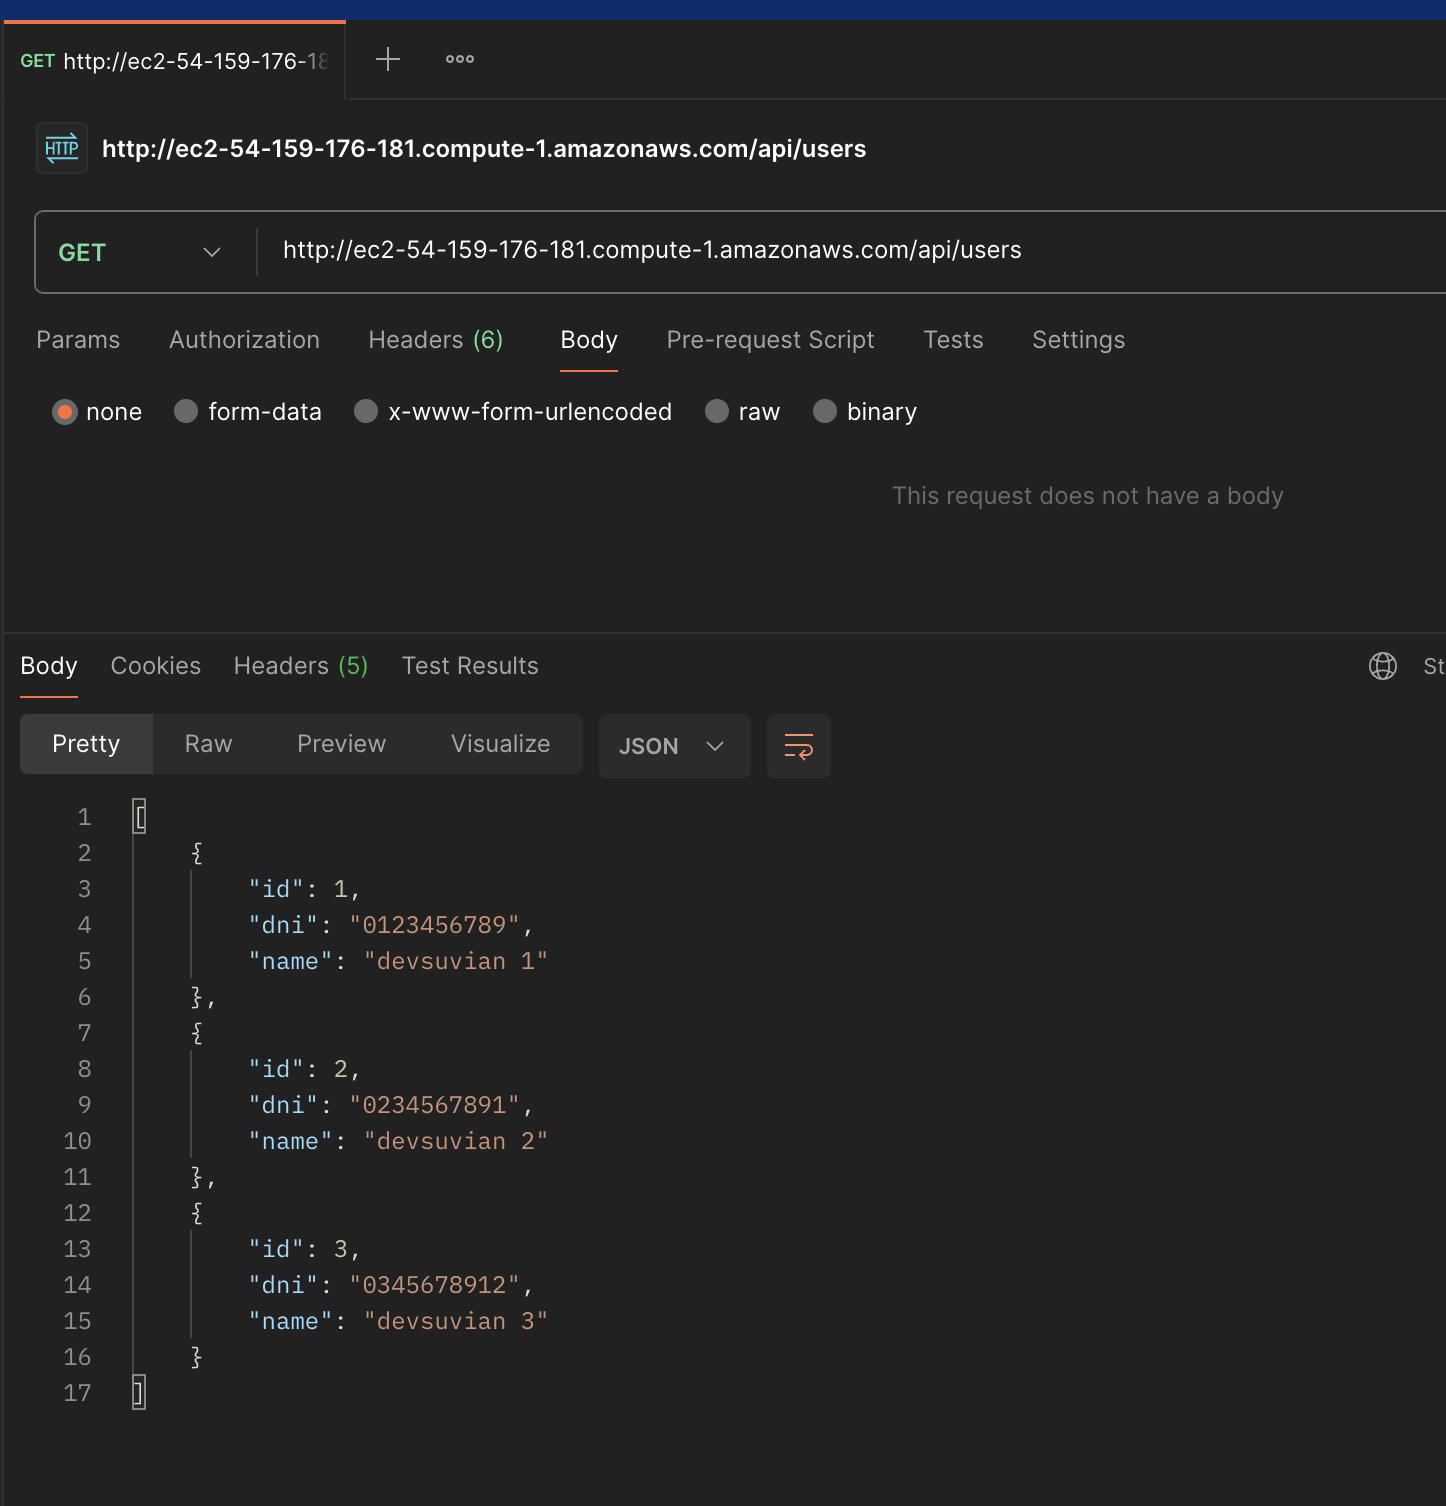 GET http://ec2-54-159-176-18
HTTP http://ec2-54-159-176-181.compute-1.amazonaws.com/api/users
GET http://ec2-54-159-176-181.compute-1.amazonaws.com/api/users
Params Authorization Headers (6) Body Pre-request Script Tests Settings
none form-data x-www-form-urlencoded raw binary
This request does not have a body
Body Cookies Headers (5) Test Results St
Pretty Raw Preview Visualize JSON
1 [
2 {
3 "id": 1,
4 "dni": "0123456789",
5 "name": "devsuvian 1"
6 },
7 {
8 "id": 2,
9 "dni": "0234567891",
10 "name": "devsuvian 2"
11 },
12 {
13 "id": 3,
14 "dni": "0345678912",
15 "name": "devsuvian 3"
16 }
17 ]